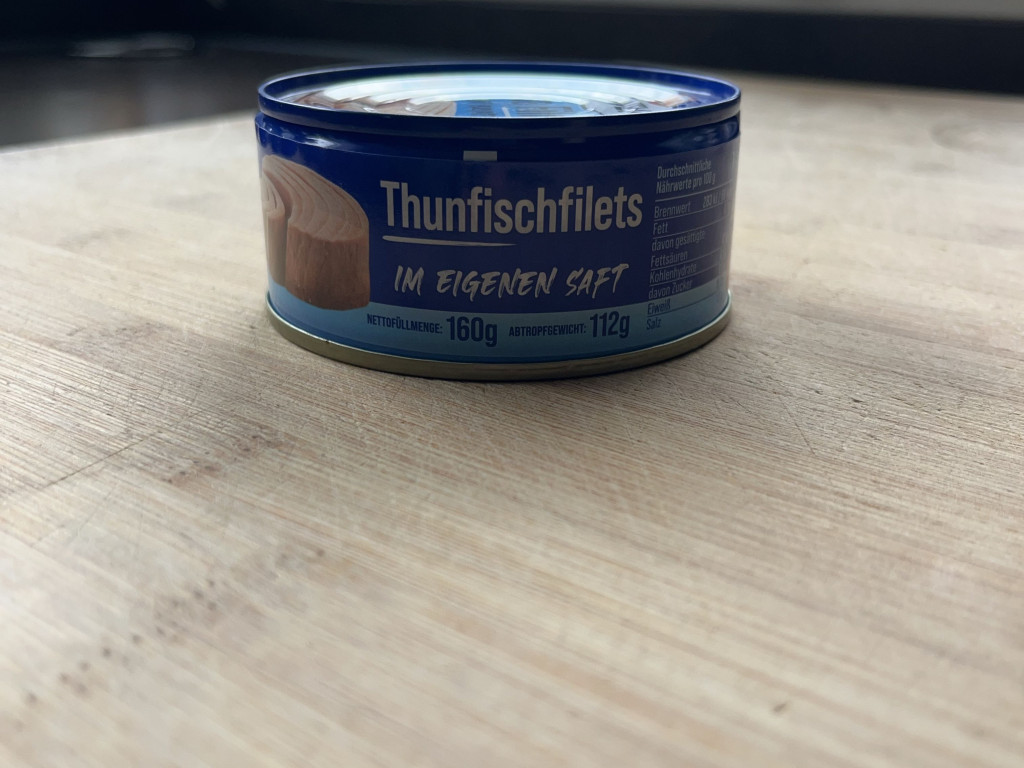 Thunfischfilets
IM EIGENEN SAFT
NETTOFÜLLMENGE: 160g ABTROPFGEWICHT: 112g
Durchschnittliche
Nährwerte pro 100 g
Brennwert
Fett
davon gesättigte
Fettsäuren
Kohlenhydrate
davon Zucker
Eiweiß
Salz